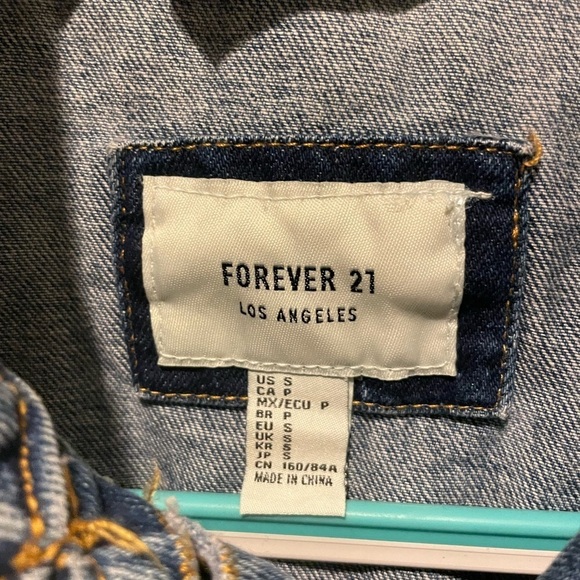 FOREVER 21
LOS ANGELES
US S
CA P
MX/ECU P
BR P
EU S
UK S
KR S
JP S
CN 160/84A
MADE IN CHINA